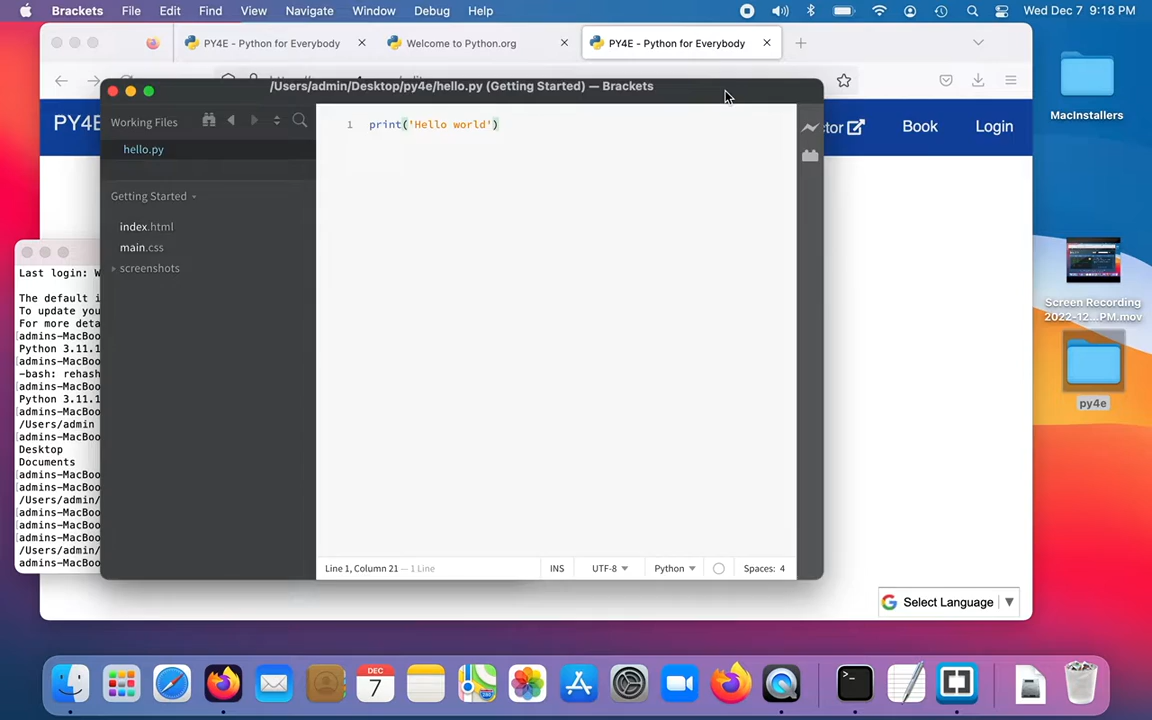 Brackets File Edit Find View Navigate Window Debug Help Wed Dec 7 9:18 PM
PY4E - Python for Everybody Welcome to Python.org PY4E - Python for Everybody
/Users/admin/Desktop/py4e/hello.py (Getting Started) — Brackets
PY4E Book Login
MacInstallers
Working Files
hello.py
Getting Started
index.html
main.css
screenshots
1 print('Hello world')
Line 1, Column 21 — 1 Line INS UTF-8 Python Spaces: 4
Last login: W
The default i
To update you
For more deta
[admins-MacBoo
Python 3.11.1
[admins-MacBoo
-bash: rehash
[admins-MacBoo
Python 3.11.1
[admins-MacBoo
/Users/admin
[admins-MacBoo
Desktop
Documents
[admins-MacBoo
[admins-MacBoo
/Users/admin/
[admins-MacBoo
[admins-MacBoo
[admins-MacBoo
/Users/admin/
admins-MacBoo
Screen Recording
2022-12...PM.mov
py4e
Select Language
DEC
7